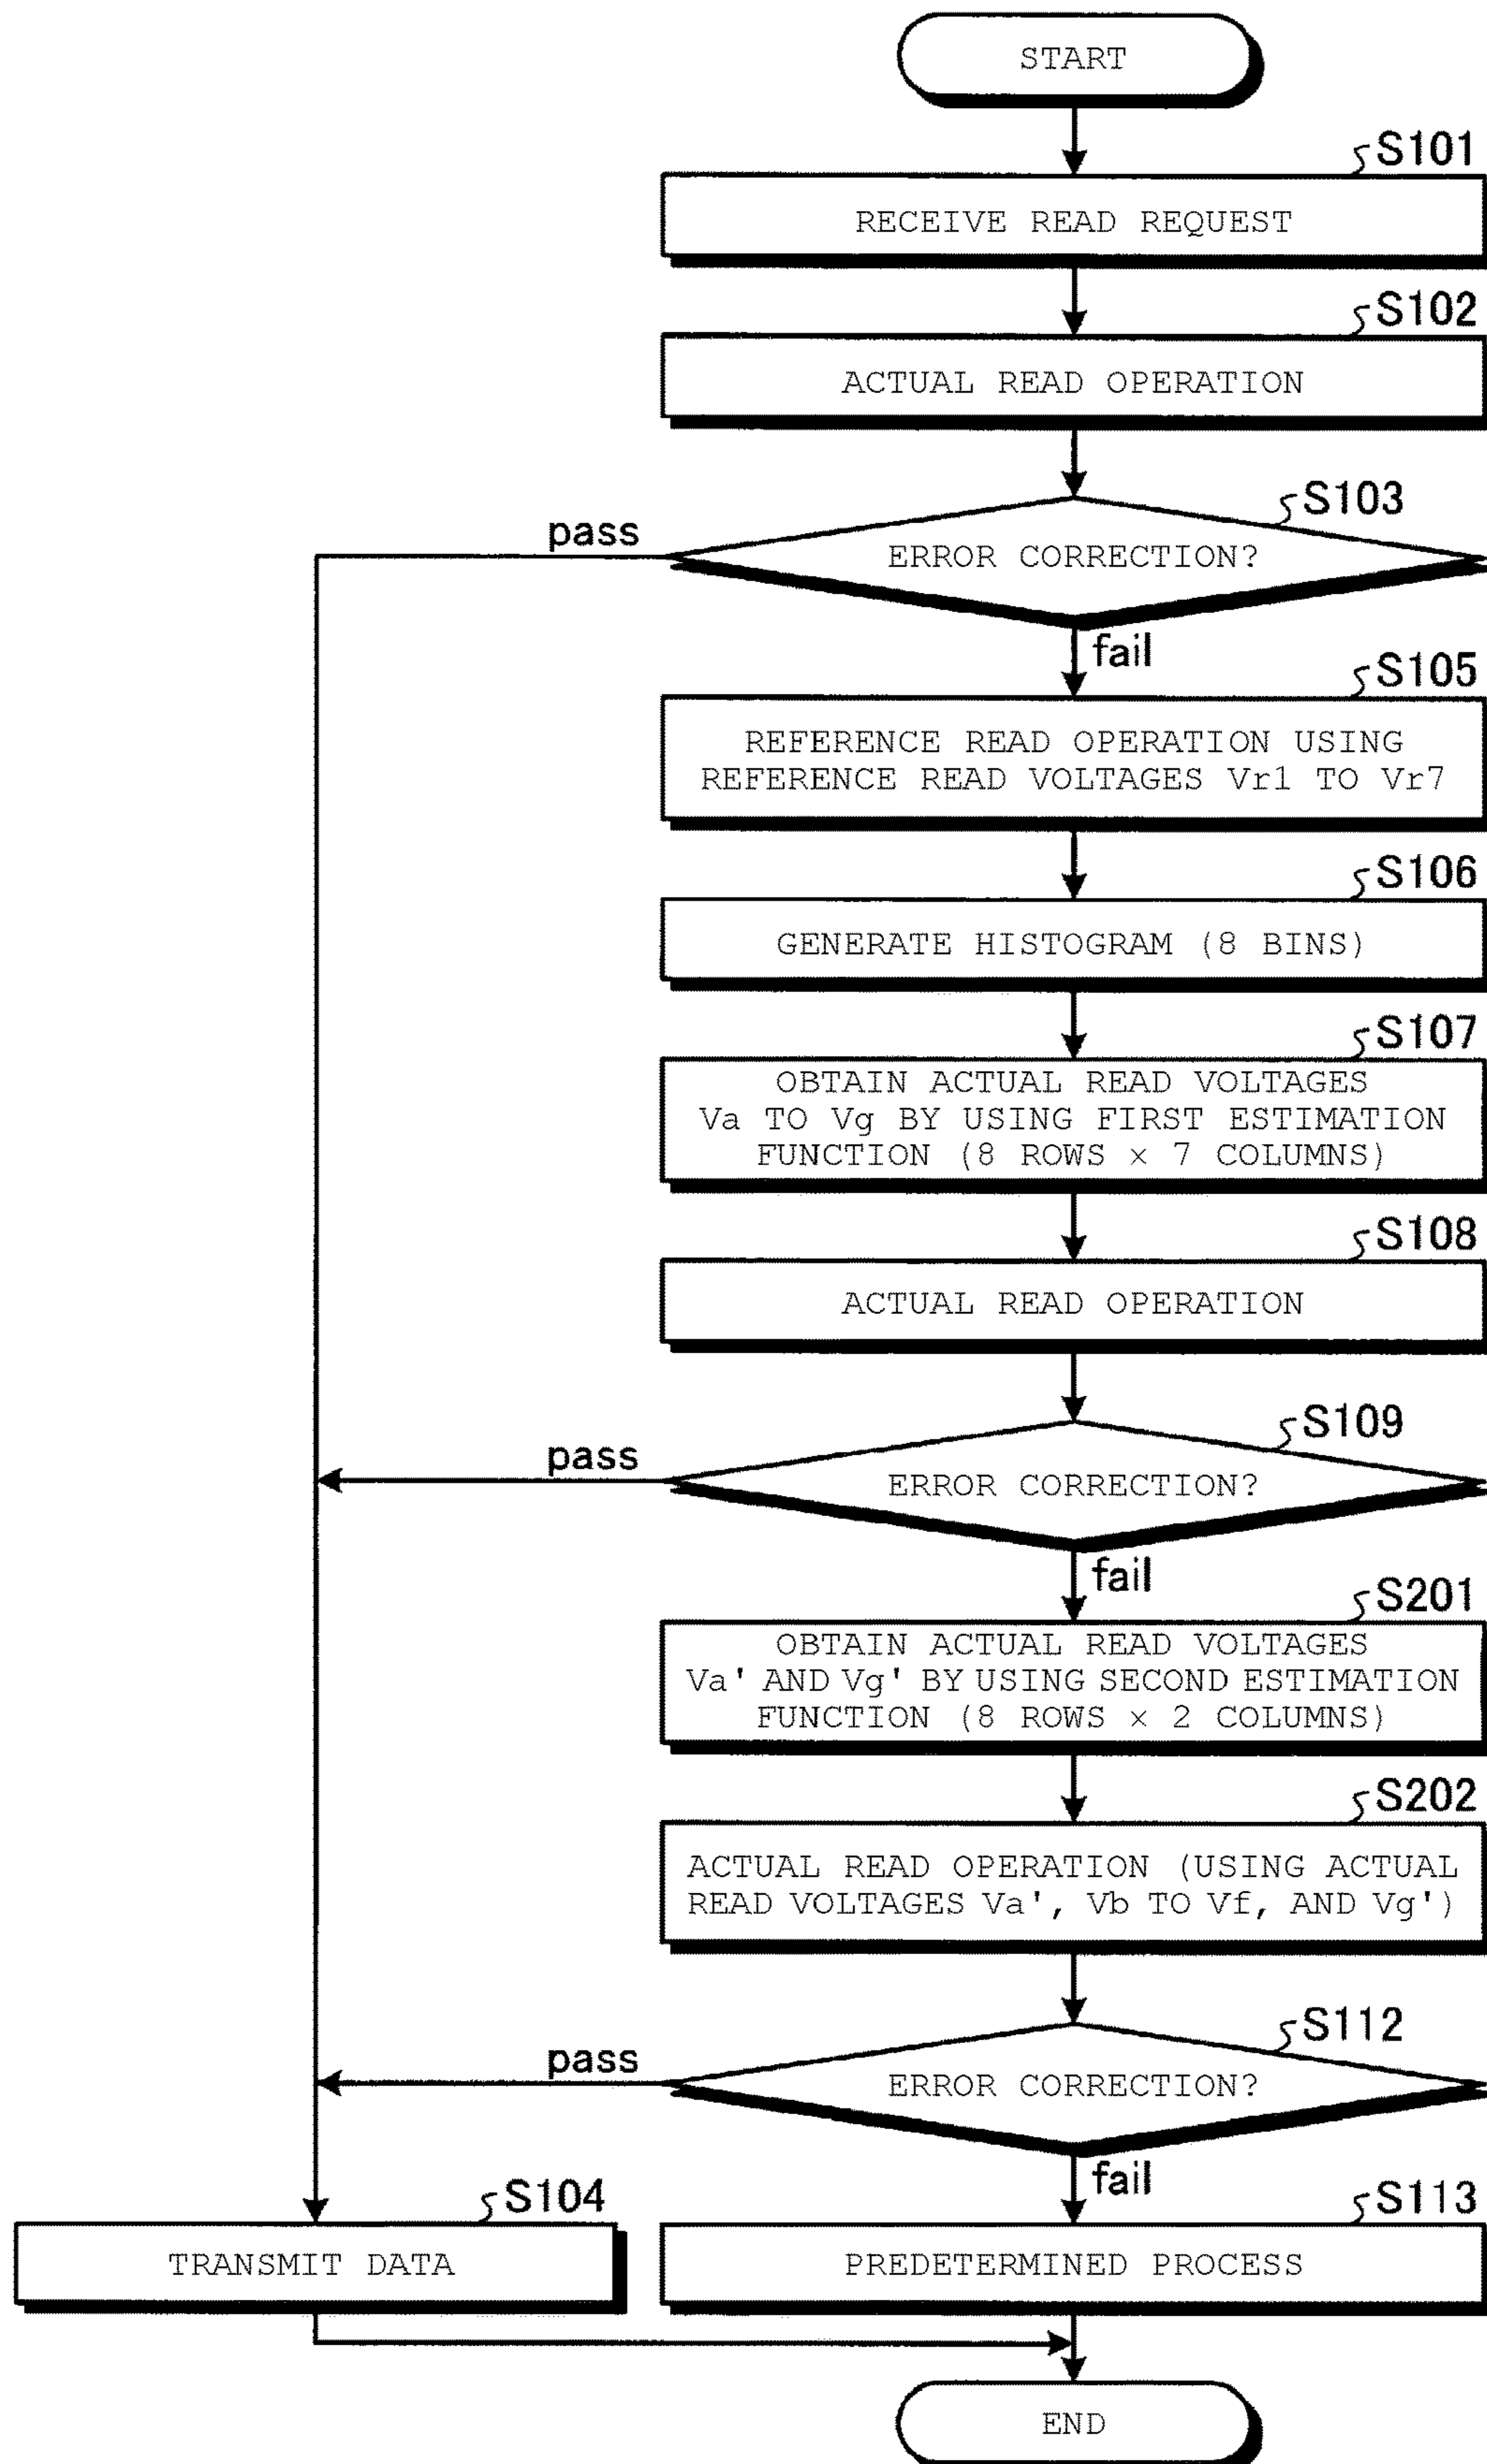 START
S101
RECEIVE READ REQUEST
S102
ACTUAL READ OPERATION
S103
pass
ERROR CORRECTION?
fail
S105
REFERENCE READ OPERATION USING
REFERENCE READ VOLTAGES Vr1 TO Vr7
S106
GENERATE HISTOGRAM (8 BINS)
S107
OBTAIN ACTUAL READ VOLTAGES
Va TO Vg BY USING FIRST ESTIMATION
FUNCTION (8 ROWS × 7 COLUMNS)
S108
ACTUAL READ OPERATION
S109
pass
ERROR CORRECTION?
fail
S201
OBTAIN ACTUAL READ VOLTAGES
Va' AND Vg' BY USING SECOND ESTIMATION
FUNCTION (8 ROWS × 2 COLUMNS)
S202
ACTUAL READ OPERATION (USING ACTUAL
READ VOLTAGES Va', Vb TO Vf, AND Vg')
S112
pass
ERROR CORRECTION?
fail
S104
TRANSMIT DATA
S113
PREDETERMINED PROCESS
END